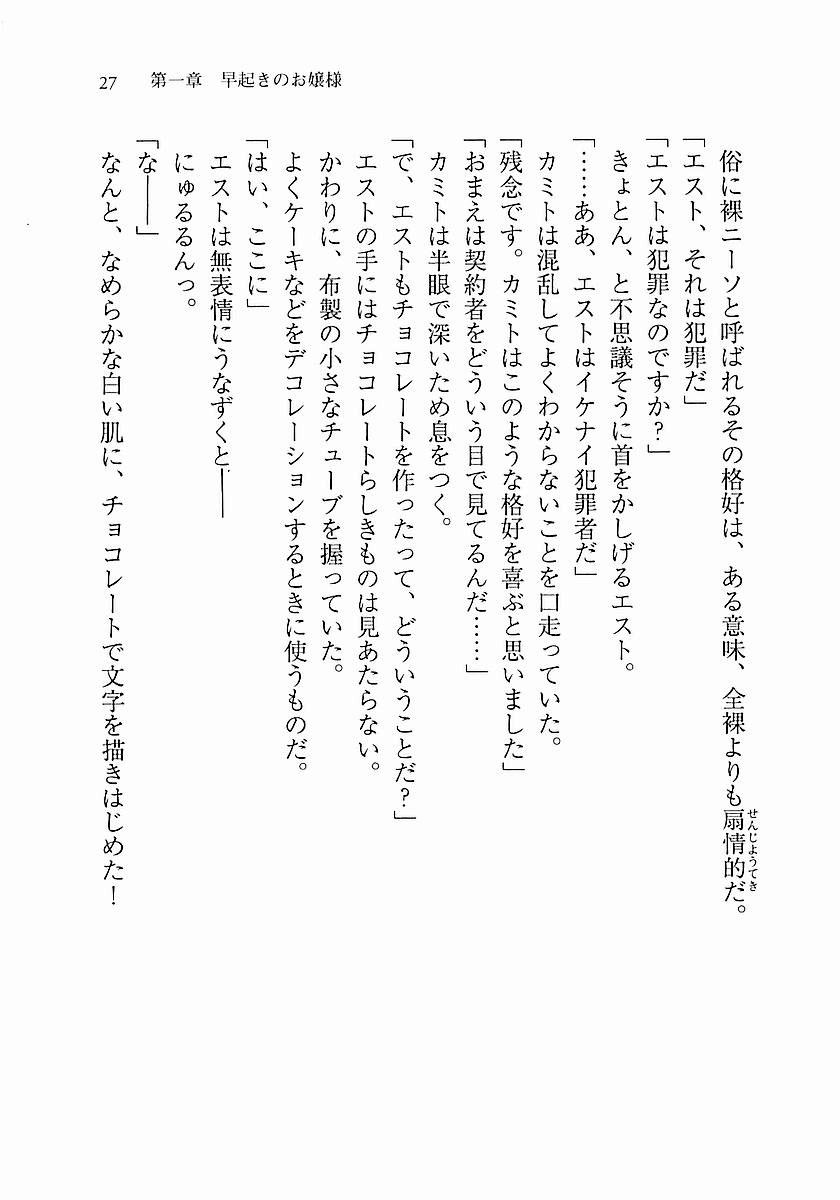 27 第一章 早起きのお嬢様
俗に裸ニーソと呼ばれるその格好は、ある意味、全裸よりも扇情的だ。
せんじょうてき
「エスト、それは犯罪だ」
「エストは犯罪なのですか?」
きょとん、と不思議そうに首をかしげるエスト。
「……ああ、エストはイケナイ犯罪者だ」
カミトは混乱してよくわからないことを口走っていた。
「残念です。カミトはこのような格好を喜ぶと思いました」
「おまえは契約者をどういう目で見てるんだ……」
カミトは半眼で深いため息をつく。
「で、エストもチョコレートを作ったって、どういうことだ?」
エストの手にはチョコレートらしきものは見あたらない。
かわりに、布製の小さなチューブを握っていた。
よくケーキなどをデコレーションするときに使うものだ。
「はい、ここに」
エストは無表情にうなずくと――
にゅるるんっ。
「な――」
なんと、なめらかな白い肌に、チョコレートで文字を描きはじめた!